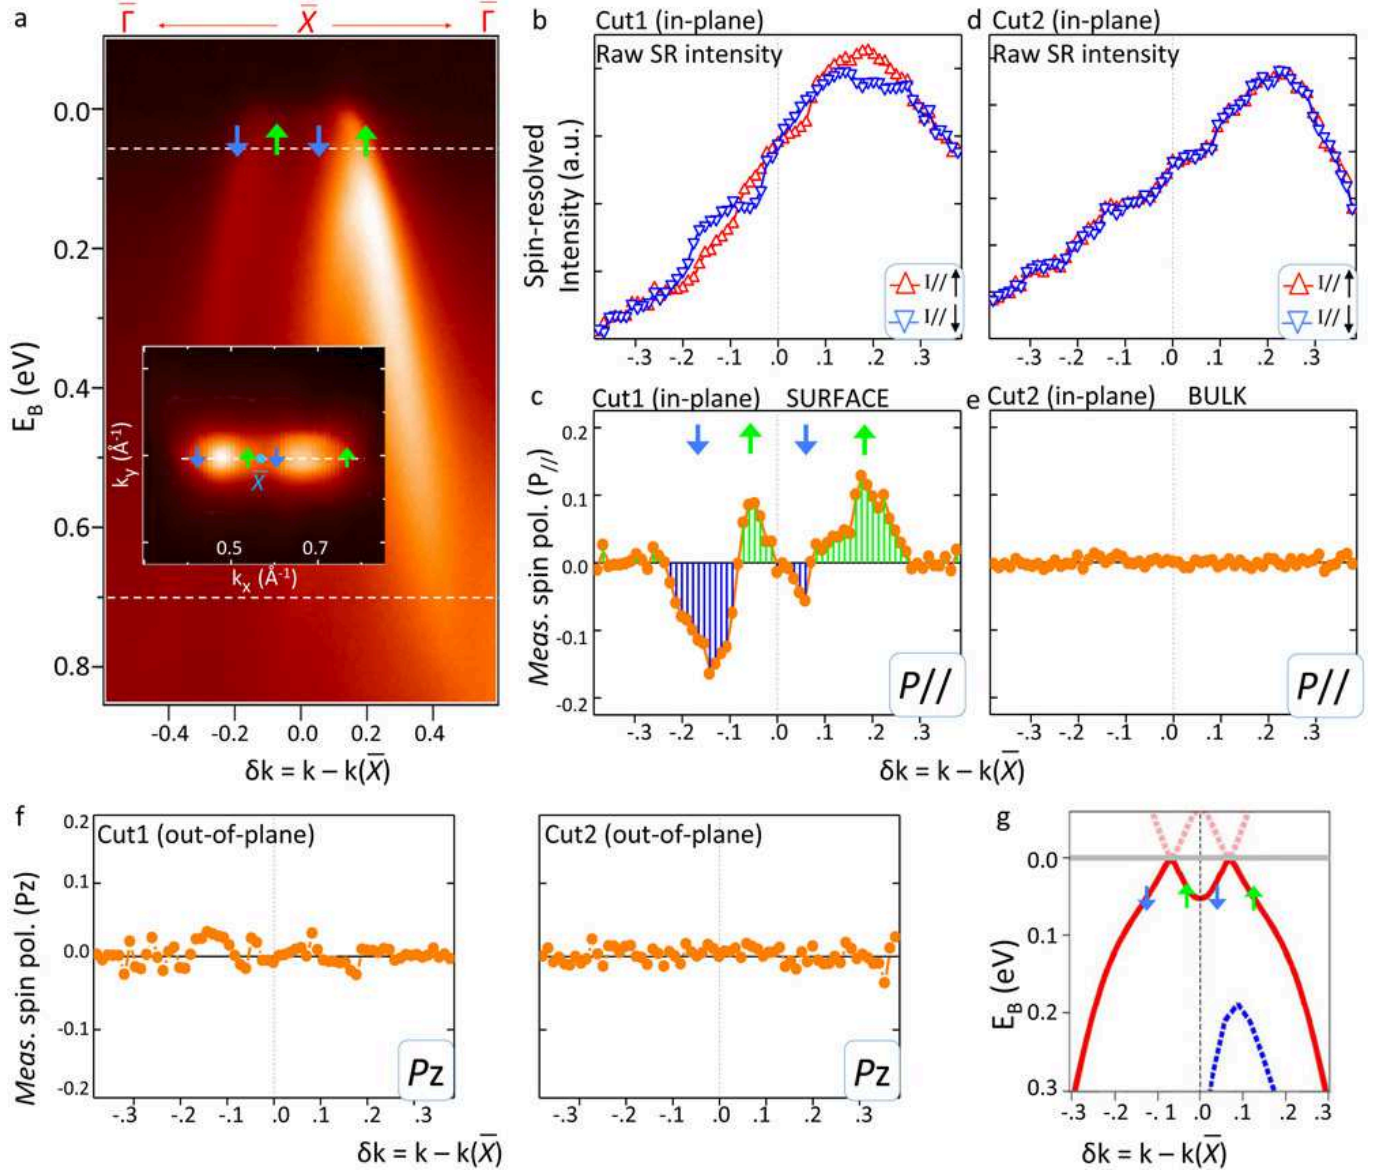 a
Γ̅ X̅ Γ̅
0.0
0.2
0.4
0.6
0.8
E_B (eV)
k_y (Å⁻¹)
X̅
0.5 0.7
k_x (Å⁻¹)
-0.4 -0.2 0.0 0.2 0.4
δk = k – k(X̅)
b Cut1 (in-plane)
Raw SR intensity
Spin-resolved
Intensity (a.u.)
I//
I//
-.3 -.2 -.1 .0 .1 .2 .3
d Cut2 (in-plane)
Raw SR intensity
I//
I//
-.3 -.2 -.1 .0 .1 .2 .3
c Cut1 (in-plane) SURFACE
0.2
0.1
0.0
-0.1
-0.2
Meas. spin pol. (P//)
P//
-.3 -.2 -.1 .0 .1 .2 .3
e Cut2 (in-plane) BULK
P//
-.3 -.2 -.1 .0 .1 .2 .3
δk = k – k(X̅)
f
Cut1 (out-of-plane)
0.2
0.1
0.0
-0.1
-0.2
Meas. spin pol. (Pz)
Pz
-.3 -.2 -.1 .0 .1 .2 .3
Cut2 (out-of-plane)
Pz
-.3 -.2 -.1 .0 .1 .2 .3
δk = k – k(X̅)
g
0.0
0.1
0.2
0.3
E_B (eV)
-.3 -.2 -.1 .0 .1 .2 .3
δk = k – k(X̅)